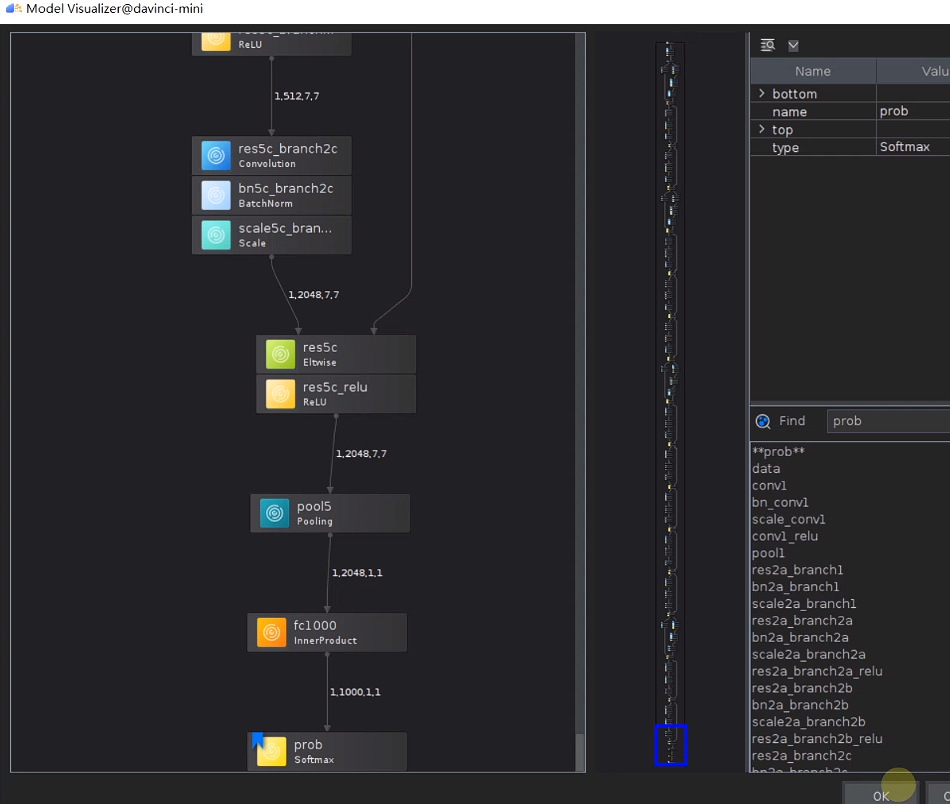 Model Visualizer@davinci-mini
ReLU
1,512,7,7
res5c_branch2c
Convolution
bn5c_branch2c
BatchNorm
scale5c_bran...
Scale
1,2048,7,7
res5c
Eltwise
res5c_relu
ReLU
1,2048,7,7
pool5
Pooling
1,2048,1,1
fc1000
InnerProduct
1,1000,1,1
prob
Softmax
Name Valu
bottom
name prob
top
type Softmax
Find prob
**prob**
data
conv1
bn_conv1
scale_conv1
conv1_relu
pool1
res2a_branch1
bn2a_branch1
scale2a_branch1
res2a_branch2a
bn2a_branch2a
scale2a_branch2a
res2a_branch2a_relu
res2a_branch2b
bn2a_branch2b
scale2a_branch2b
res2a_branch2b_relu
res2a_branch2c
bn2a_branch2c
OK